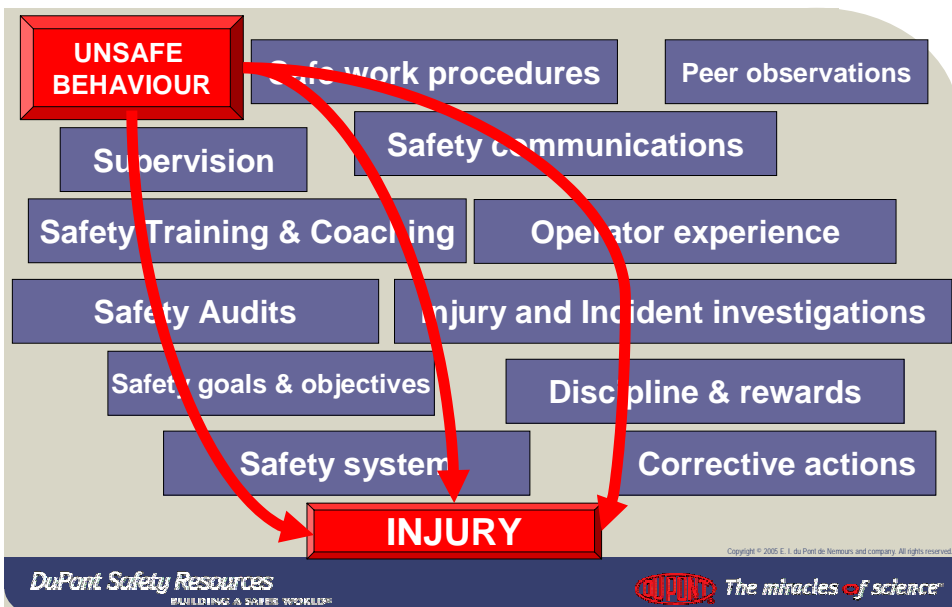 UNSAFE
BEHAVIOUR
Safe work procedures
Peer observations
Supervision
Safety communications
Safety Training & Coaching
Operator experience
Safety Audits
Injury and Incident investigations
Safety goals & objectives
Discipline & rewards
Safety system
Corrective actions
INJURY
Copyright © 2005 E. I. du Pont de Nemours and company. All rights reserved.
DuPont Safety Resources
BUILDING A SAFER WORLD℠
DUPONT The miracles of science™